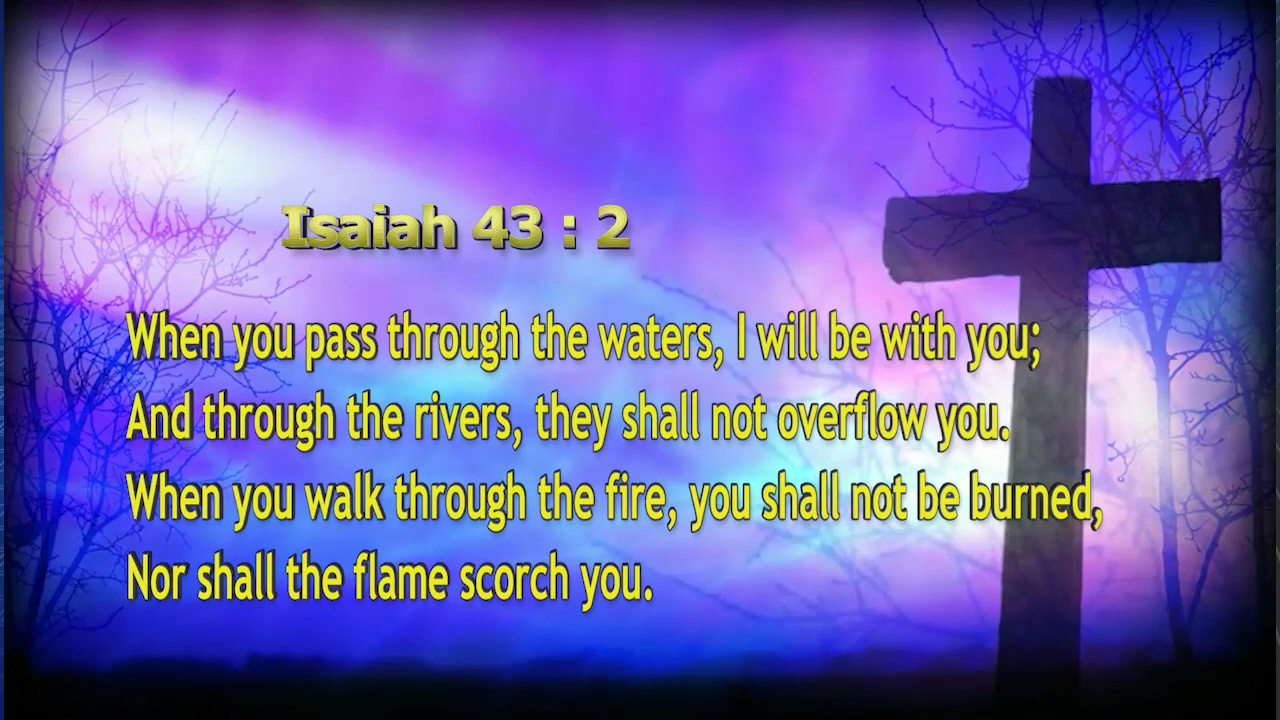 Isaiah 43 : 2
When you pass through the waters, I will be with you;
And through the rivers, they shall not overflow you.
When you walk through the fire, you shall not be burned,
Nor shall the flame scorch you.